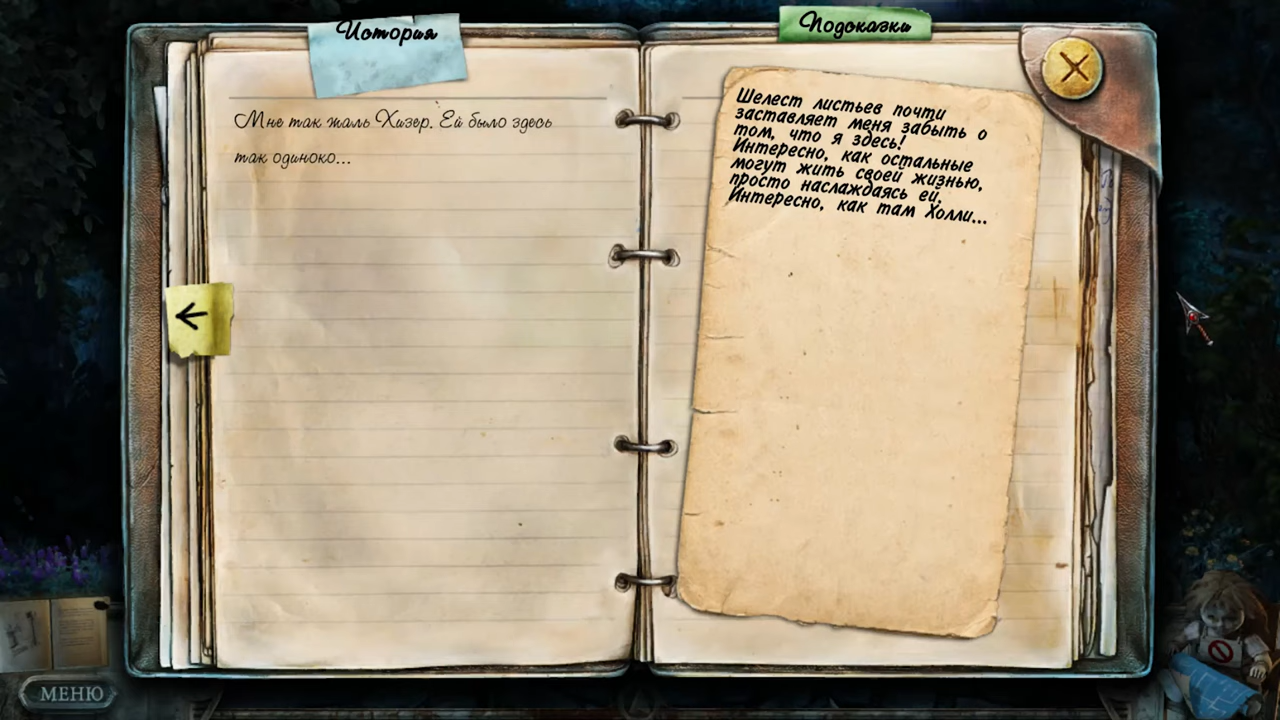 История
Мне так жаль Хизер. Ей было здесь
так одиноко...
Подсказки
Шелест листьев почти
заставляет меня забыть о
том, что я здесь!
Интересно, как остальные
могут жить своей жизнью,
просто наслаждаясь ей.
Интересно, как там Холли...
МЕНЮ